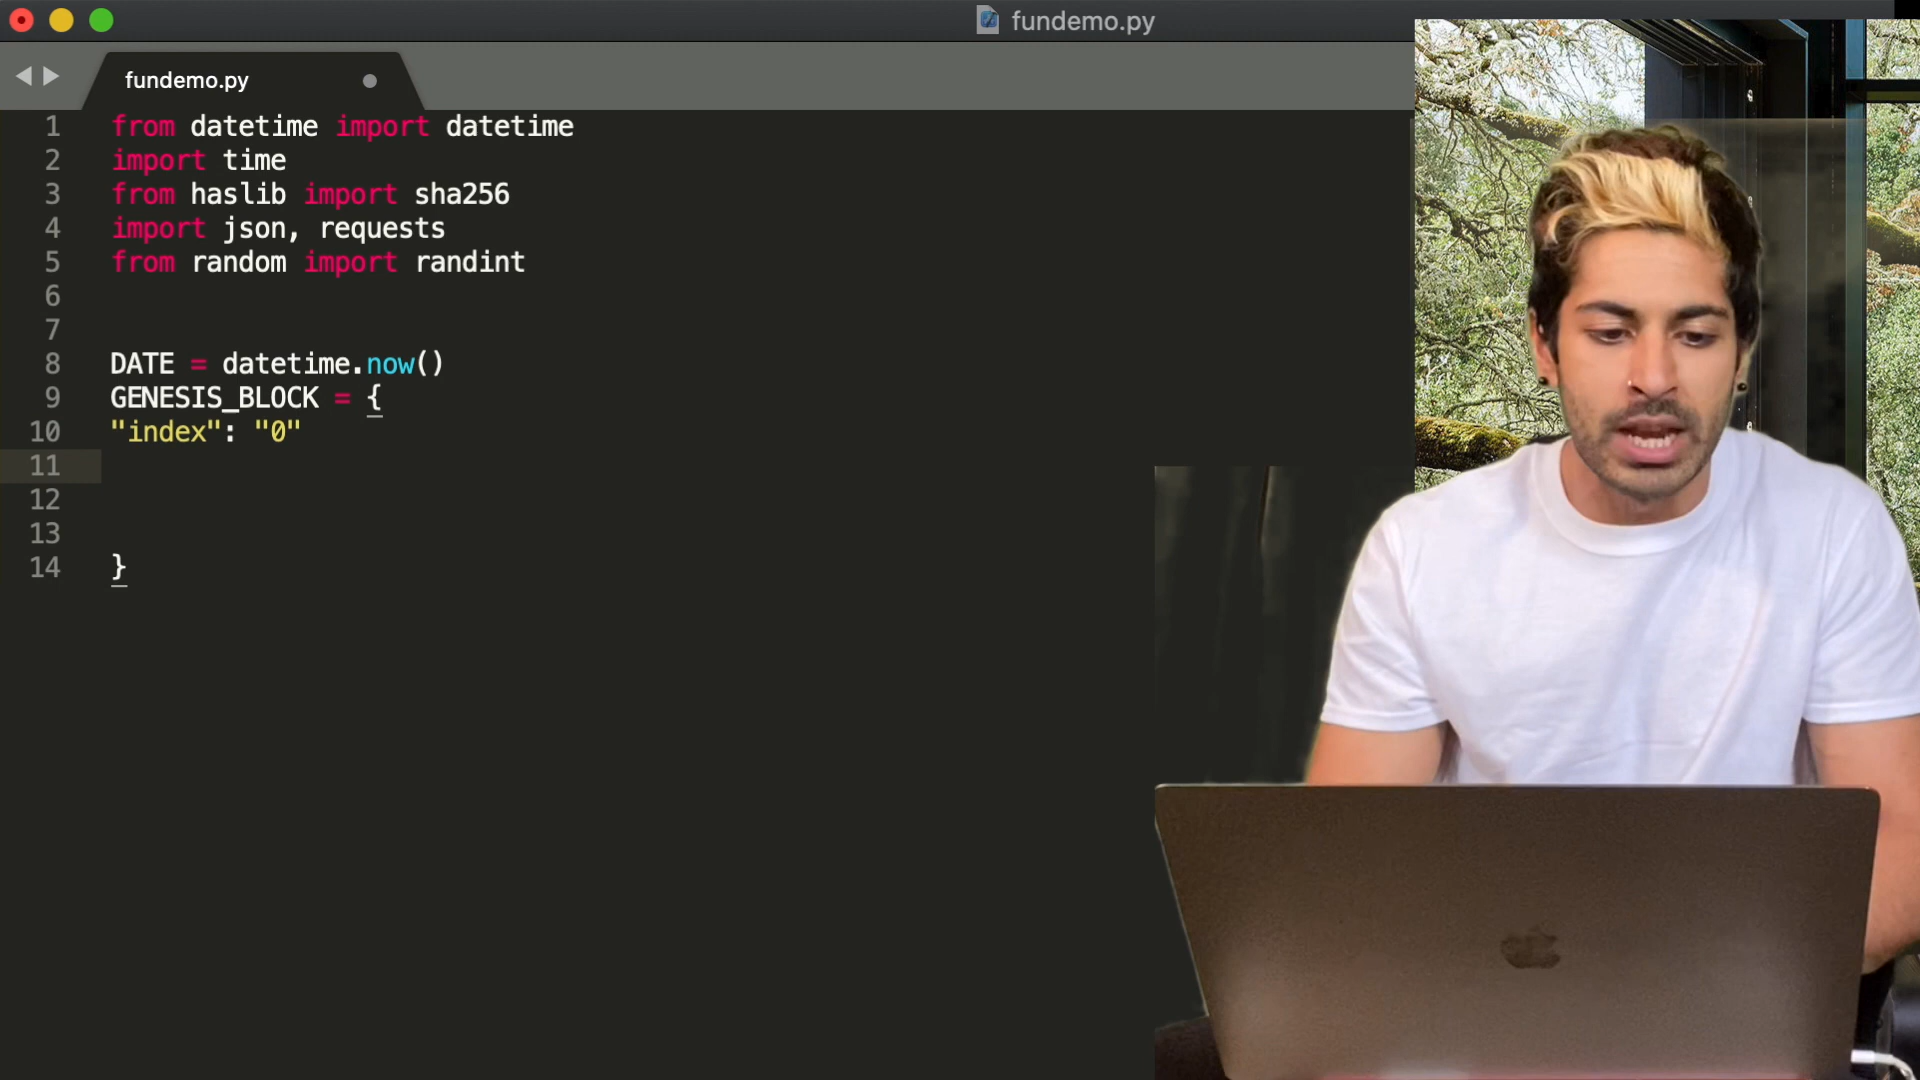 fundemo.py
fundemo.py
1 from datetime import datetime
2 import time
3 from haslib import sha256
4 import json, requests
5 from random import randint
6
7
8 DATE = datetime.now()
9 GENESIS_BLOCK = {
10 "index": "0"
11
12
13
14 }